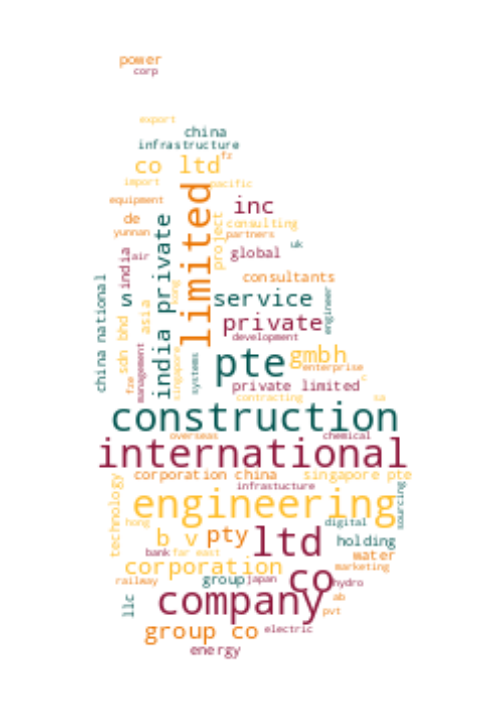 power
corp
export
china
infrastructure
fz
co ltd
import
pacific
equipment
inc
de
limited
project
consulting
yunnan
partners
uk
india
air
india private
global
kong
consultants
china national
s
asia
service
engineer
sdn bhd
private
development
management
singapore
systems
pte
gmbh
enterprise
fze
private limited
c
contracting
sa
construction
overseas
chemical
international
corporation china
singapore pte
infrastucture
technology
engineering
sourcing
hong
digital
b v
pty
ltd
holding
bank
far east
water
corporation
marketing
railway
group
japan
co
hydro
llc
company
ab
pvt
group co
electric
energy